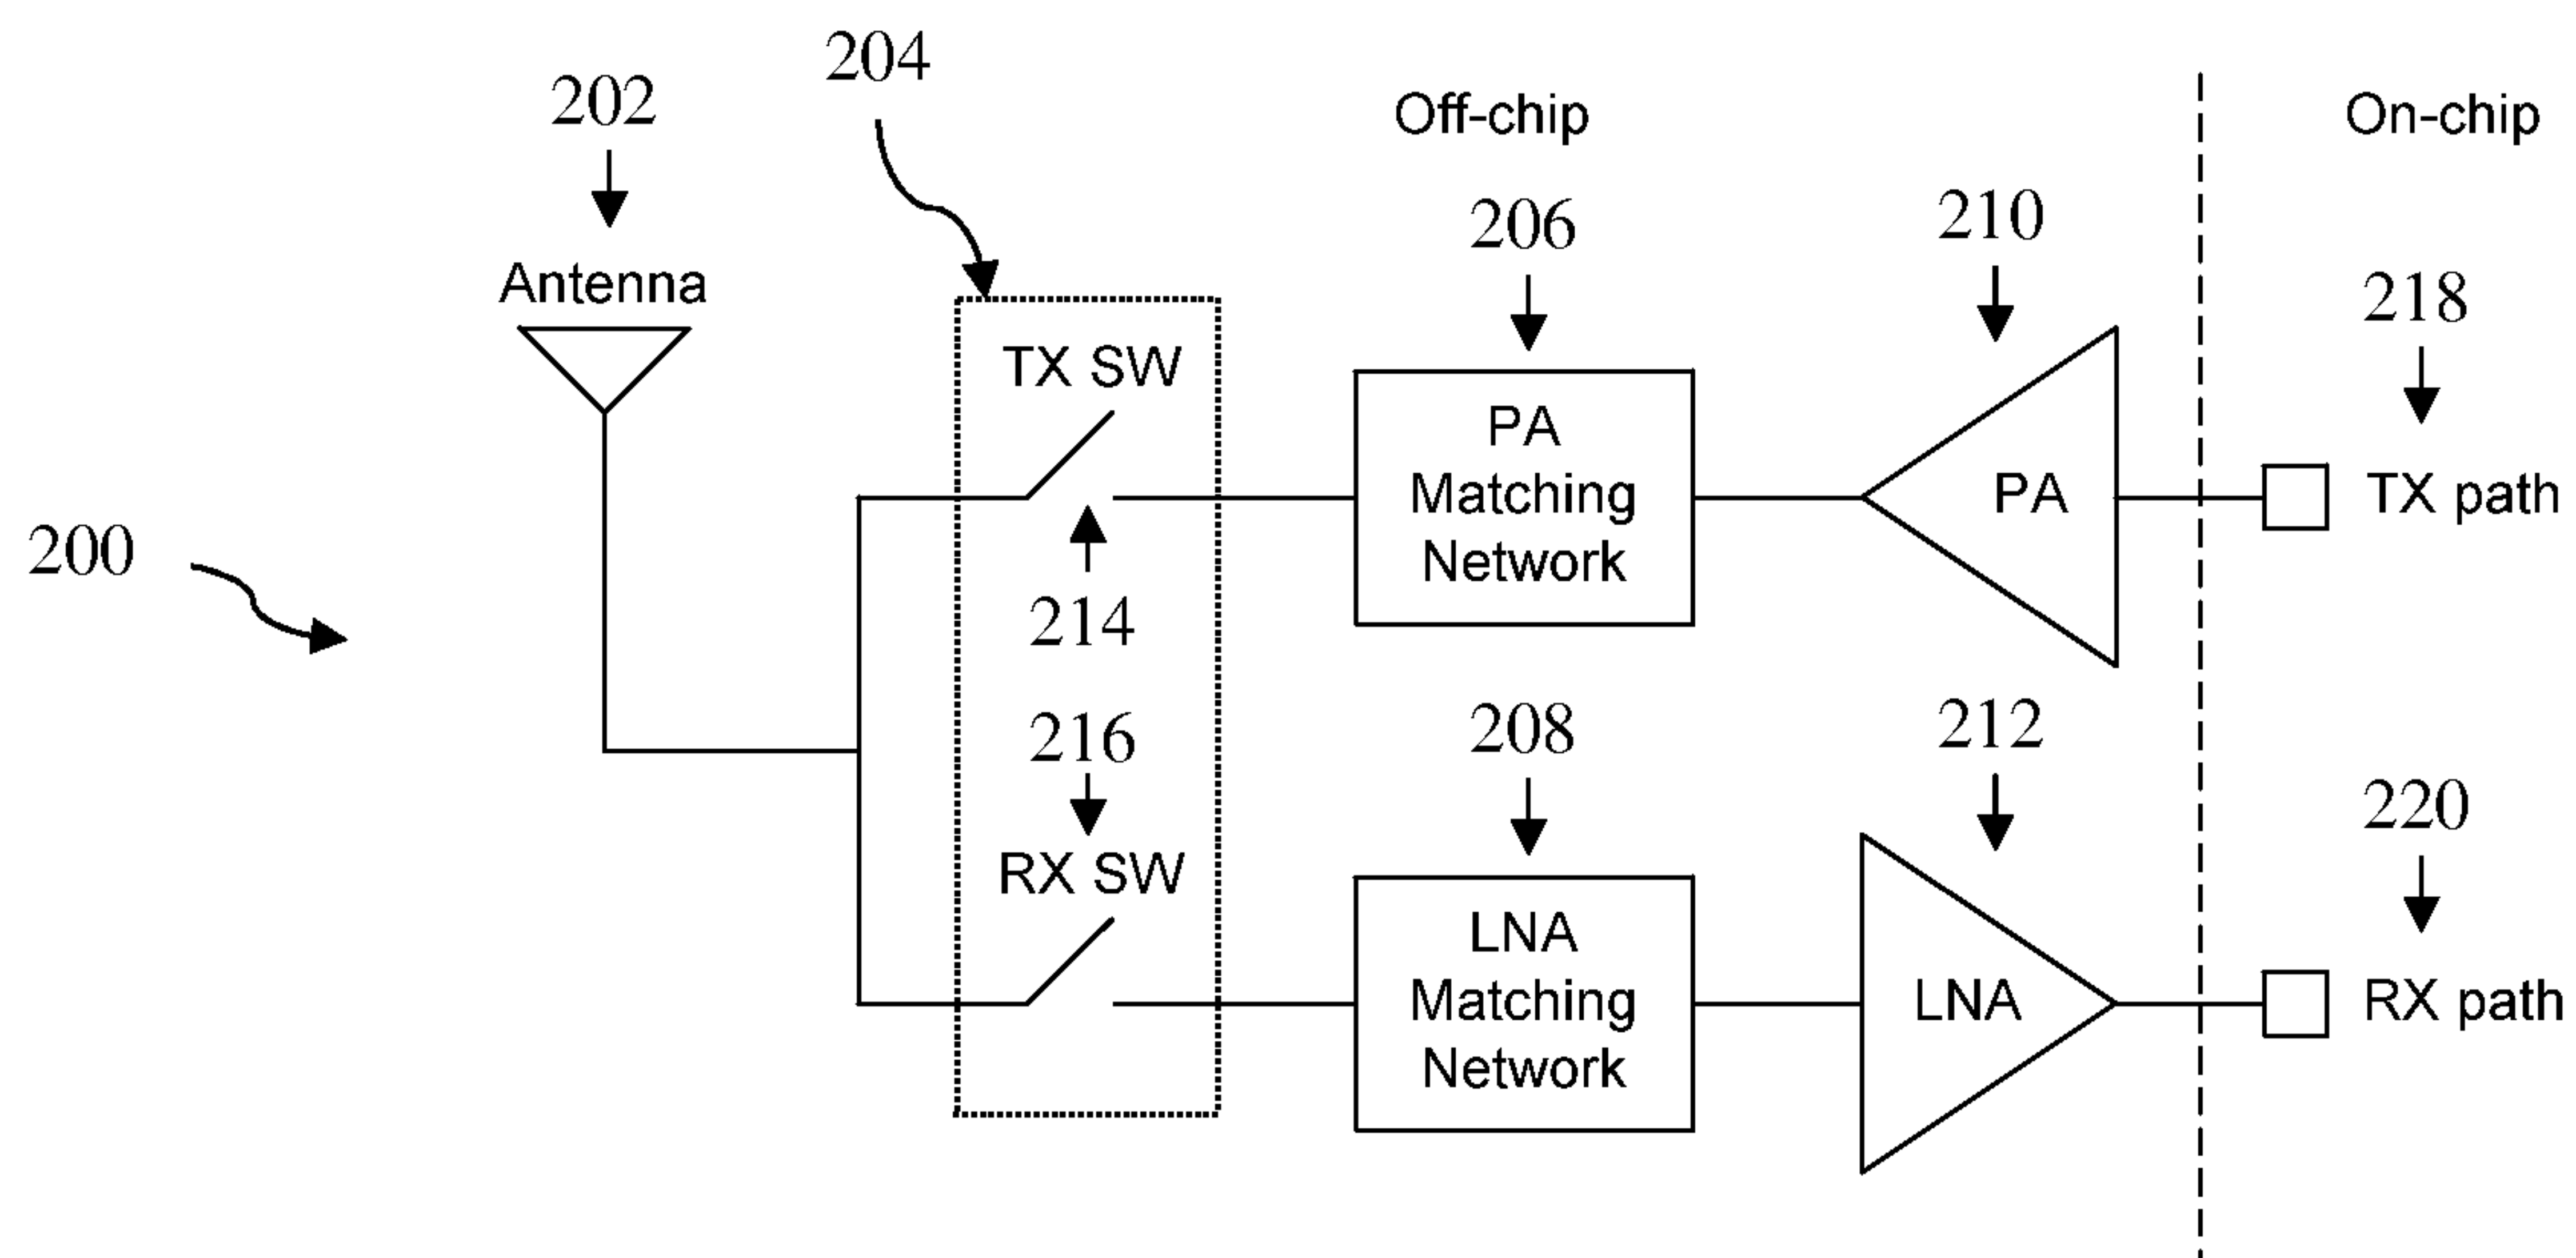 204
202
Off-chip
On-chip
206
210
218
Antenna
TX SW
PA
Matching
Network
PA
TX path
200
214
216
208
212
220
RX SW
LNA
Matching
Network
LNA
RX path